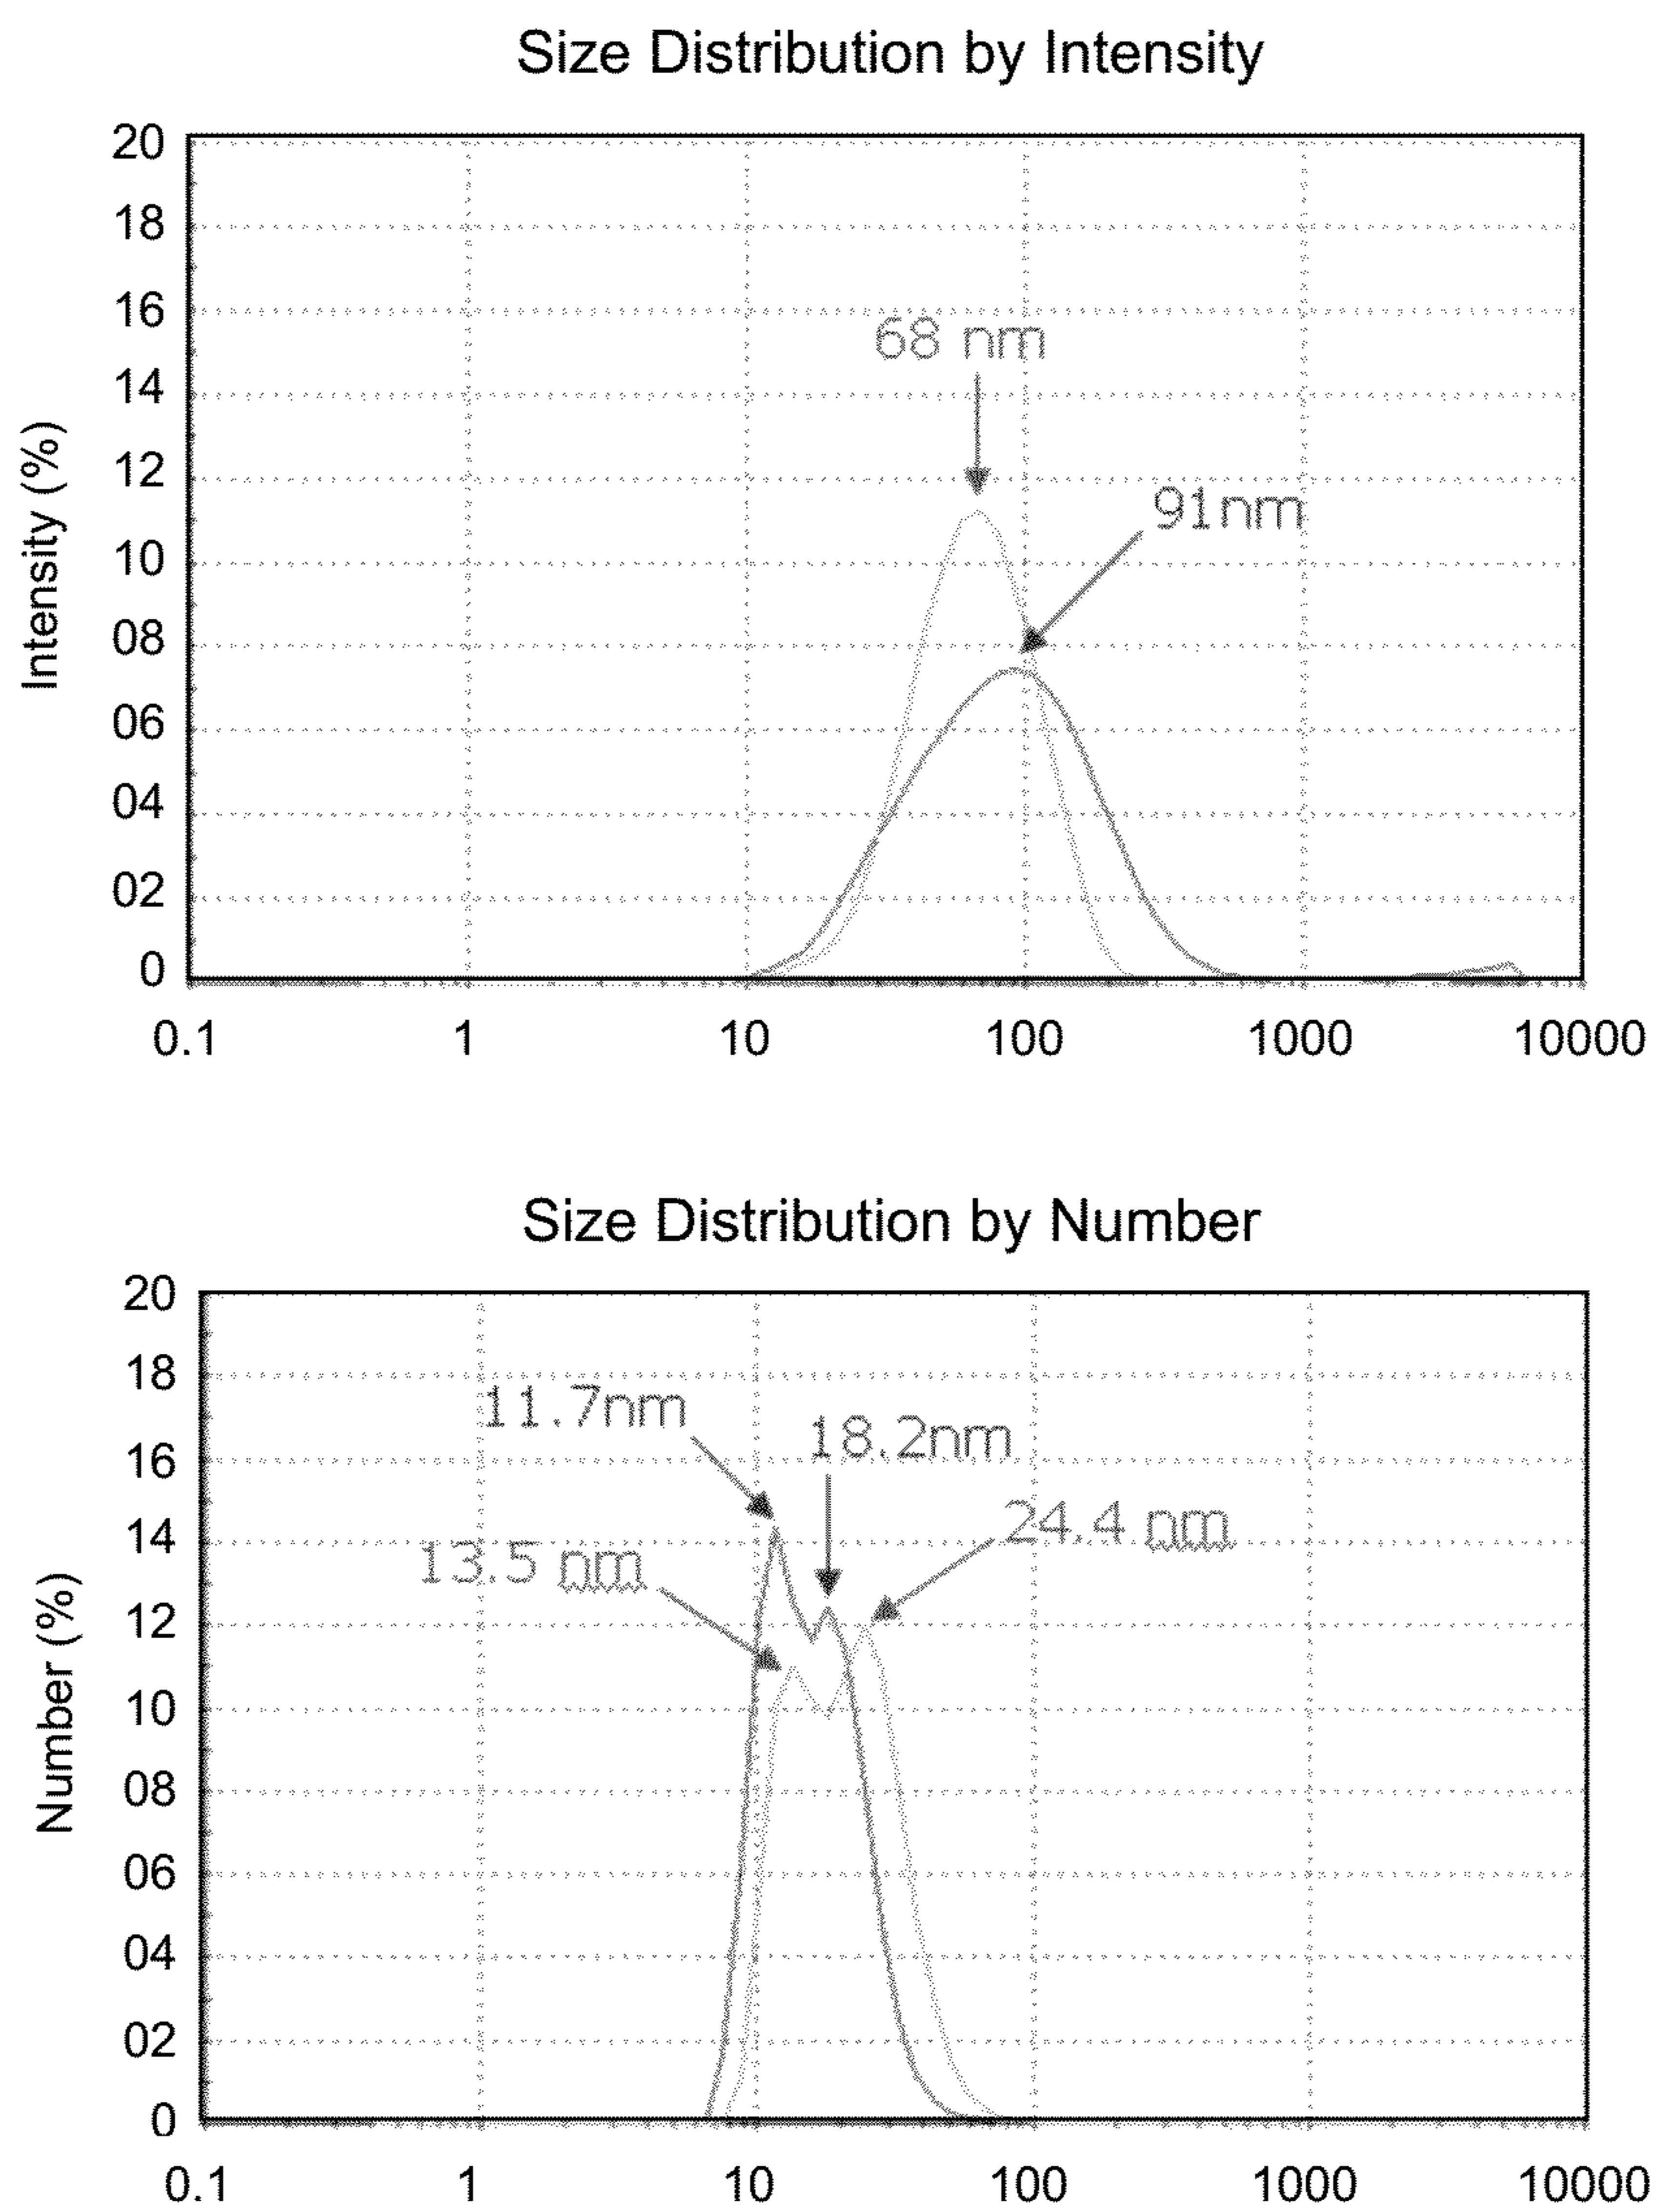 Size Distribution by Intensity
20
18
16
14
12
10
08
06
04
02
0
Intensity (%)
68 nm
91nm
0.1 1 10 100 1000 10000
Size Distribution by Number
20
18
16
14
12
10
08
06
04
02
0
Number (%)
11.7nm
18.2nm
24.4 nm
13.5 nm
0.1 1 10 100 1000 10000